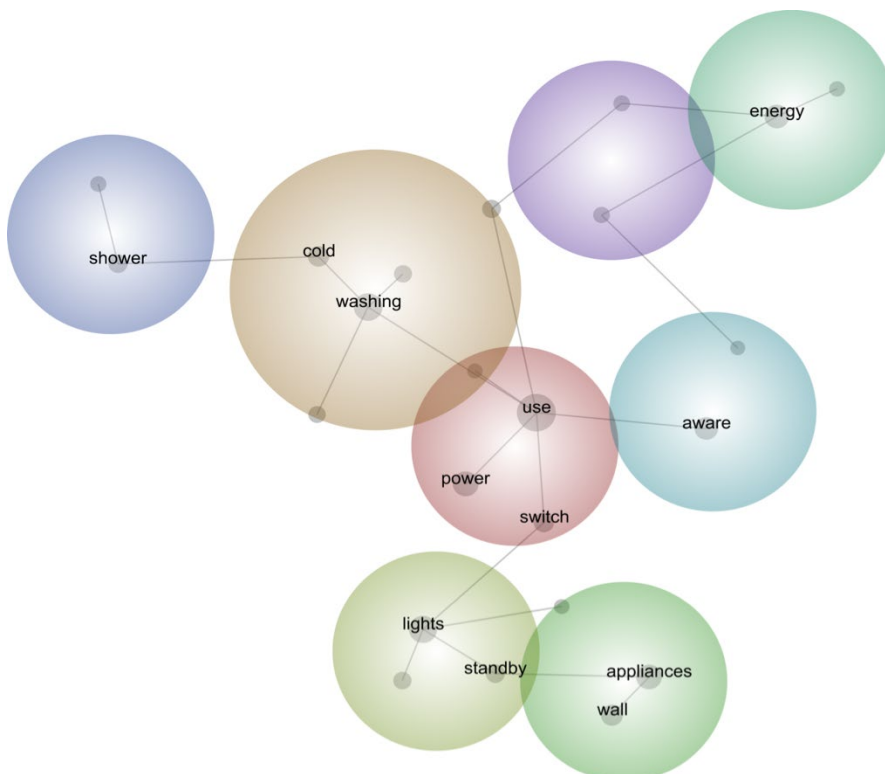 energy
shower
cold
washing
use
aware
power
switch
lights
standby
appliances
wall